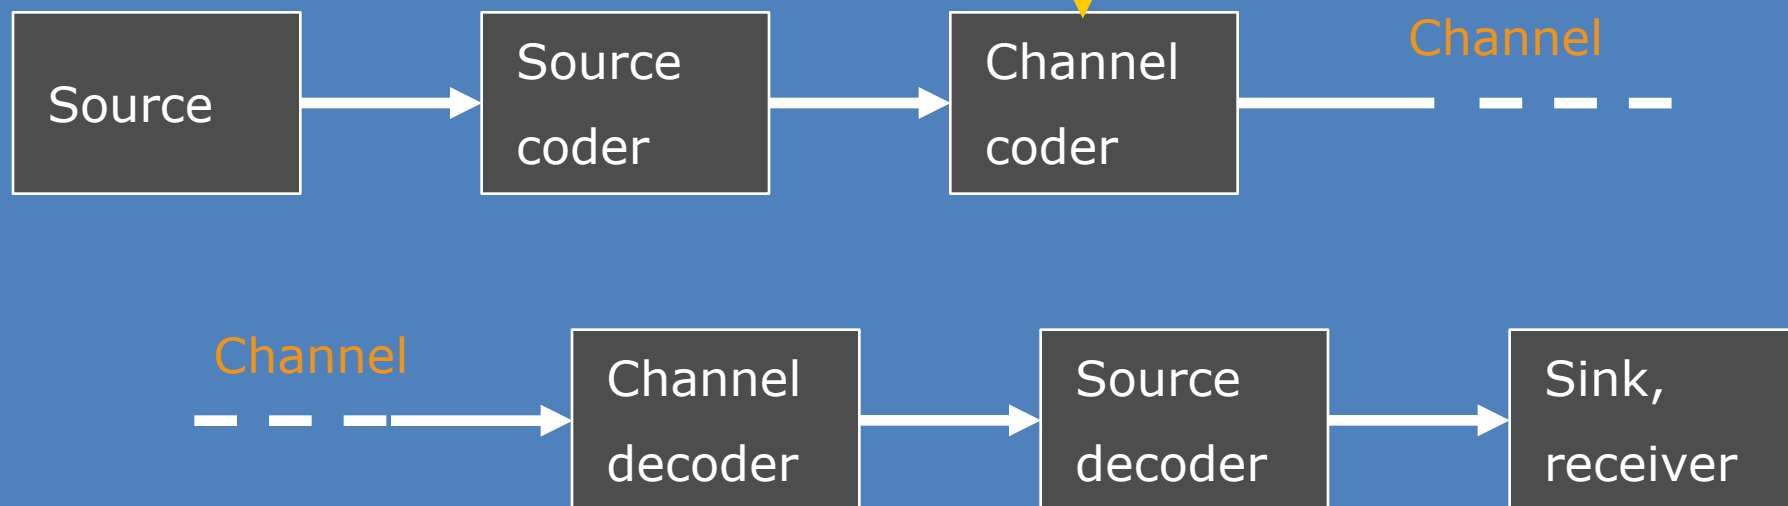 Source
Source
coder
Channel
coder
Channel
Channel
Channel
decoder
Source
decoder
Sink,
receiver